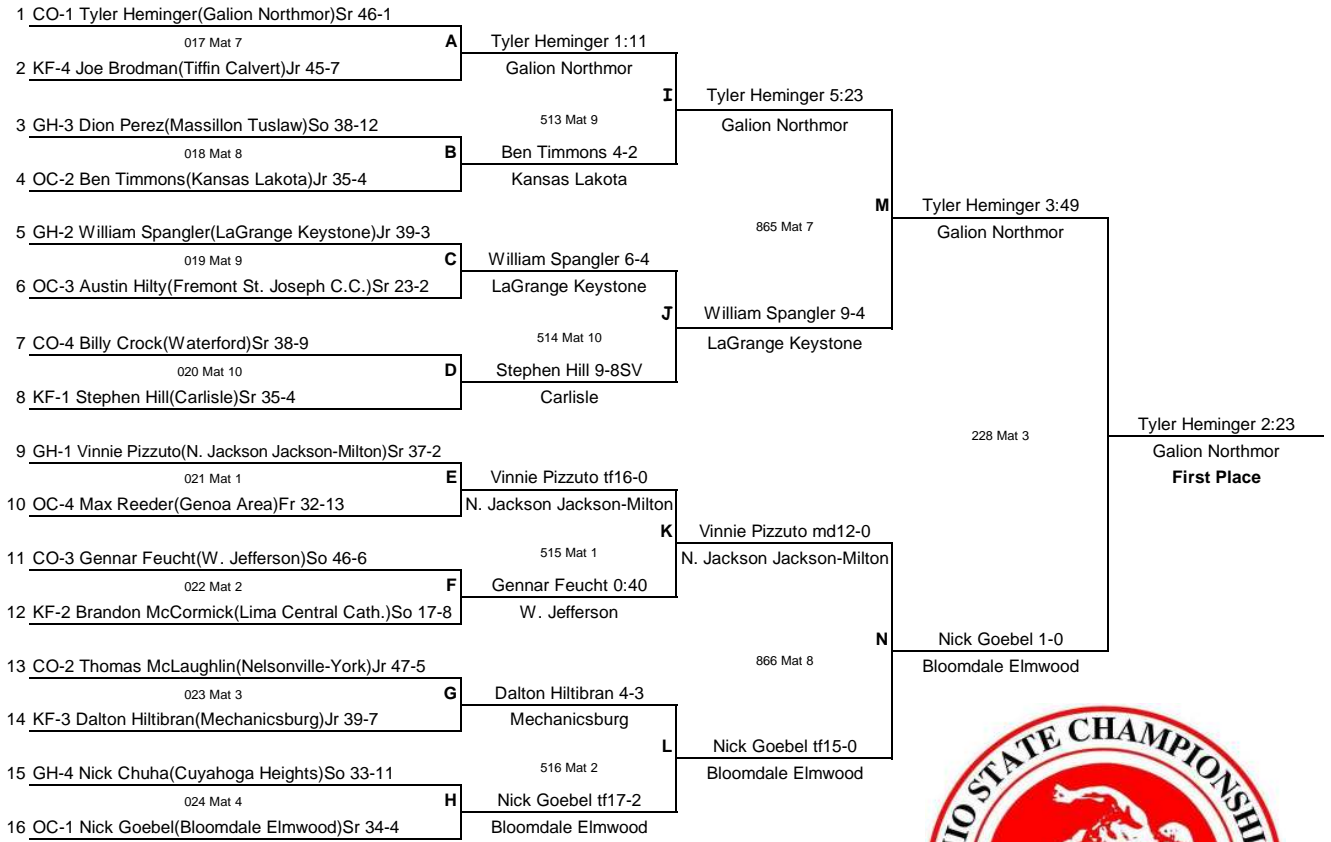 1 CO-1 Tyler Heminger(Galion Northmor)Sr 46-1
017 Mat 7
A
2 KF-4 Joe Brodman(Tiffin Calvert)Jr 45-7
Tyler Heminger 1:11
Galion Northmor
3 GH-3 Dion Perez(Massillon Tuslaw)So 38-12
018 Mat 8
B
4 OC-2 Ben Timmons(Kansas Lakota)Jr 35-4
Ben Timmons 4-2
Kansas Lakota
I
513 Mat 9
Tyler Heminger 5:23
Galion Northmor
5 GH-2 William Spangler(LaGrange Keystone)Jr 39-3
019 Mat 9
C
6 OC-3 Austin Hilty(Fremont St. Joseph C.C.)Sr 23-2
William Spangler 6-4
LaGrange Keystone
7 CO-4 Billy Crock(Waterford)Sr 38-9
020 Mat 10
D
8 KF-1 Stephen Hill(Carlisle)Sr 35-4
Stephen Hill 9-8SV
Carlisle
J
514 Mat 10
William Spangler 9-4
LaGrange Keystone
M
865 Mat 7
Tyler Heminger 3:49
Galion Northmor
9 GH-1 Vinnie Pizzuto(N. Jackson Jackson-Milton)Sr 37-2
021 Mat 1
E
10 OC-4 Max Reeder(Genoa Area)Fr 32-13
Vinnie Pizzuto tf16-0
N. Jackson Jackson-Milton
11 CO-3 Gennar Feucht(W. Jefferson)So 46-6
022 Mat 2
F
12 KF-2 Brandon McCormick(Lima Central Cath.)So 17-8
Gennar Feucht 0:40
W. Jefferson
K
515 Mat 1
Vinnie Pizzuto md12-0
N. Jackson Jackson-Milton
13 CO-2 Thomas McLaughlin(Nelsonville-York)Jr 47-5
023 Mat 3
G
14 KF-3 Dalton Hiltibran(Mechanicsburg)Jr 39-7
Dalton Hiltibran 4-3
Mechanicsburg
15 GH-4 Nick Chuha(Cuyahoga Heights)So 33-11
024 Mat 4
H
16 OC-1 Nick Goebel(Bloomdale Elmwood)Sr 34-4
Nick Goebel tf17-2
Bloomdale Elmwood
L
516 Mat 2
Nick Goebel tf15-0
Bloomdale Elmwood
N
866 Mat 8
Nick Goebel 1-0
Bloomdale Elmwood
228 Mat 3
Tyler Heminger 2:23
Galion Northmor
First Place
STATE